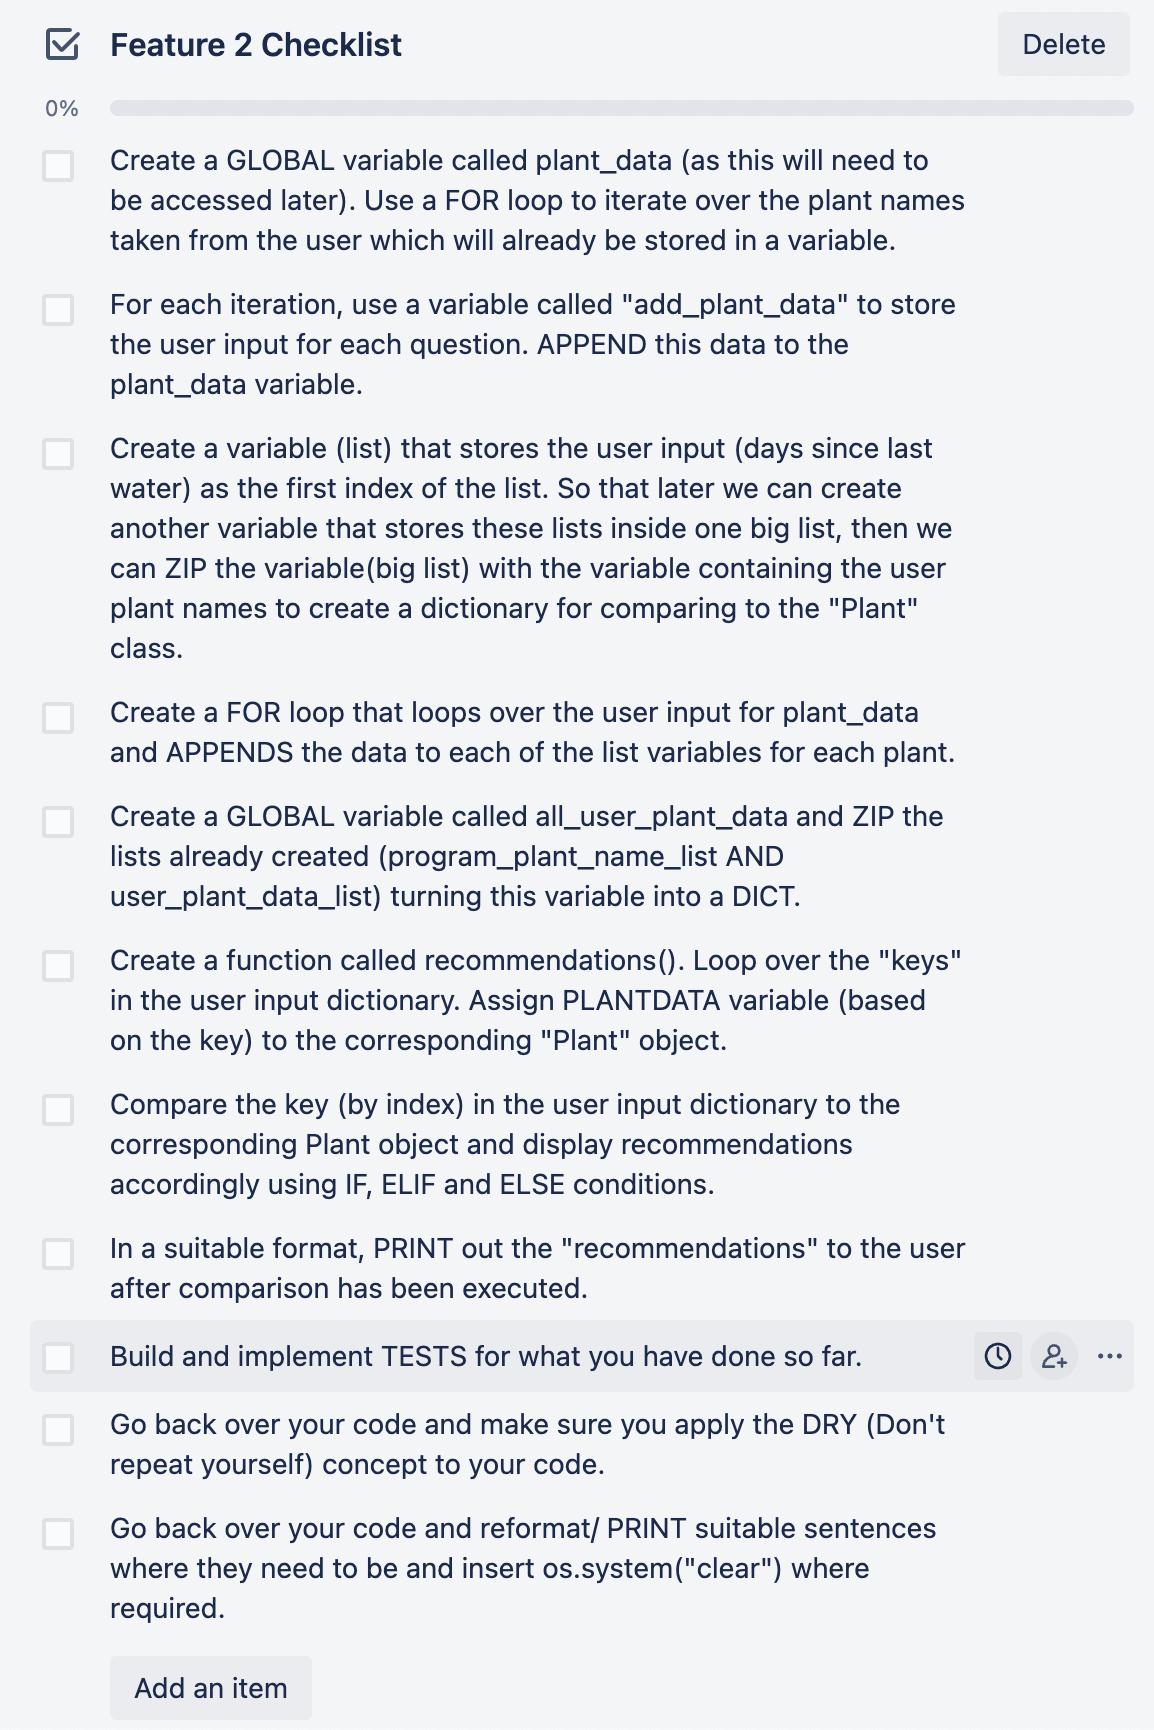 Feature 2 Checklist
Delete
0%
Create a GLOBAL variable called plant_data (as this will need to
be accessed later). Use a FOR loop to iterate over the plant names
taken from the user which will already be stored in a variable.
For each iteration, use a variable called "add_plant_data" to store
the user input for each question. APPEND this data to the
plant_data variable.
Create a variable (list) that stores the user input (days since last
water) as the first index of the list. So that later we can create
another variable that stores these lists inside one big list, then we
can ZIP the variable(big list) with the variable containing the user
plant names to create a dictionary for comparing to the "Plant"
class.
Create a FOR loop that loops over the user input for plant_data
and APPENDS the data to each of the list variables for each plant.
Create a GLOBAL variable called all_user_plant_data and ZIP the
lists already created (program_plant_name_list AND
user_plant_data_list) turning this variable into a DICT.
Create a function called recommendations(). Loop over the "keys"
in the user input dictionary. Assign PLANTDATA variable (based
on the key) to the corresponding "Plant" object.
Compare the key (by index) in the user input dictionary to the
corresponding Plant object and display recommendations
accordingly using IF, ELIF and ELSE conditions.
In a suitable format, PRINT out the "recommendations" to the user
after comparison has been executed.
Build and implement TESTS for what you have done so far.
Go back over your code and make sure you apply the DRY (Don't
repeat yourself) concept to your code.
Go back over your code and reformat/ PRINT suitable sentences
where they need to be and insert os.system("clear") where
required.
Add an item